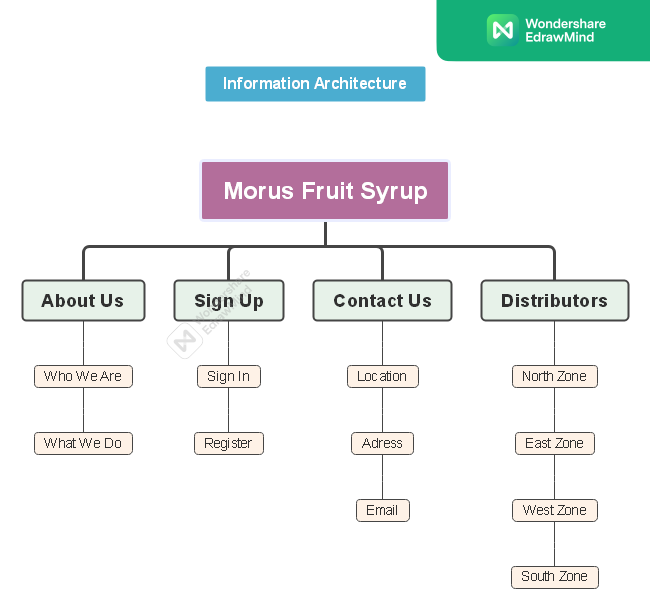 Wondershare
EdrawMind
Information Architecture
Morus Fruit Syrup
About Us
Sign Up
Contact Us
Distributors
Wondershare
EdrawMind
Who We Are
Sign In
Location
North Zone
What We Do
Register
Adress
East Zone
Email
West Zone
South Zone